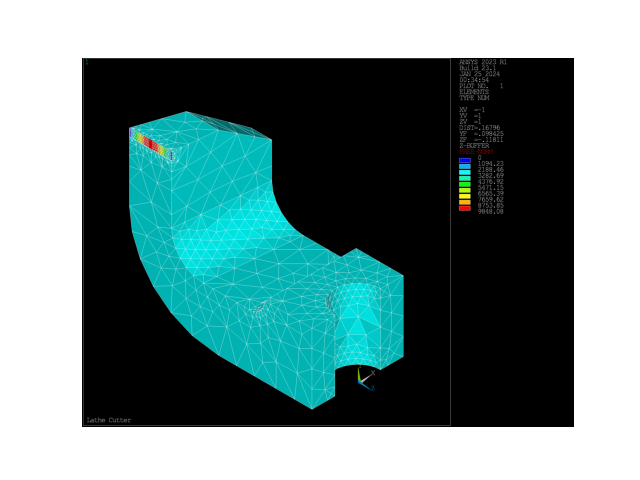 1
ANSYS 2023 R1
Build 23.1
JAN 25 2024
00:34:54
PLOT NO. 1
ELEMENTS
TYPE NUM
XV =-1
YV =1
ZV =1
DIST=.16796
YF =.098425
ZF =-.11811
Z-BUFFER
PRES-NORM
0
1094.23
2188.46
3282.69
4376.92
5471.15
6565.39
7659.62
8753.85
9848.08
X
Lathe Cutter